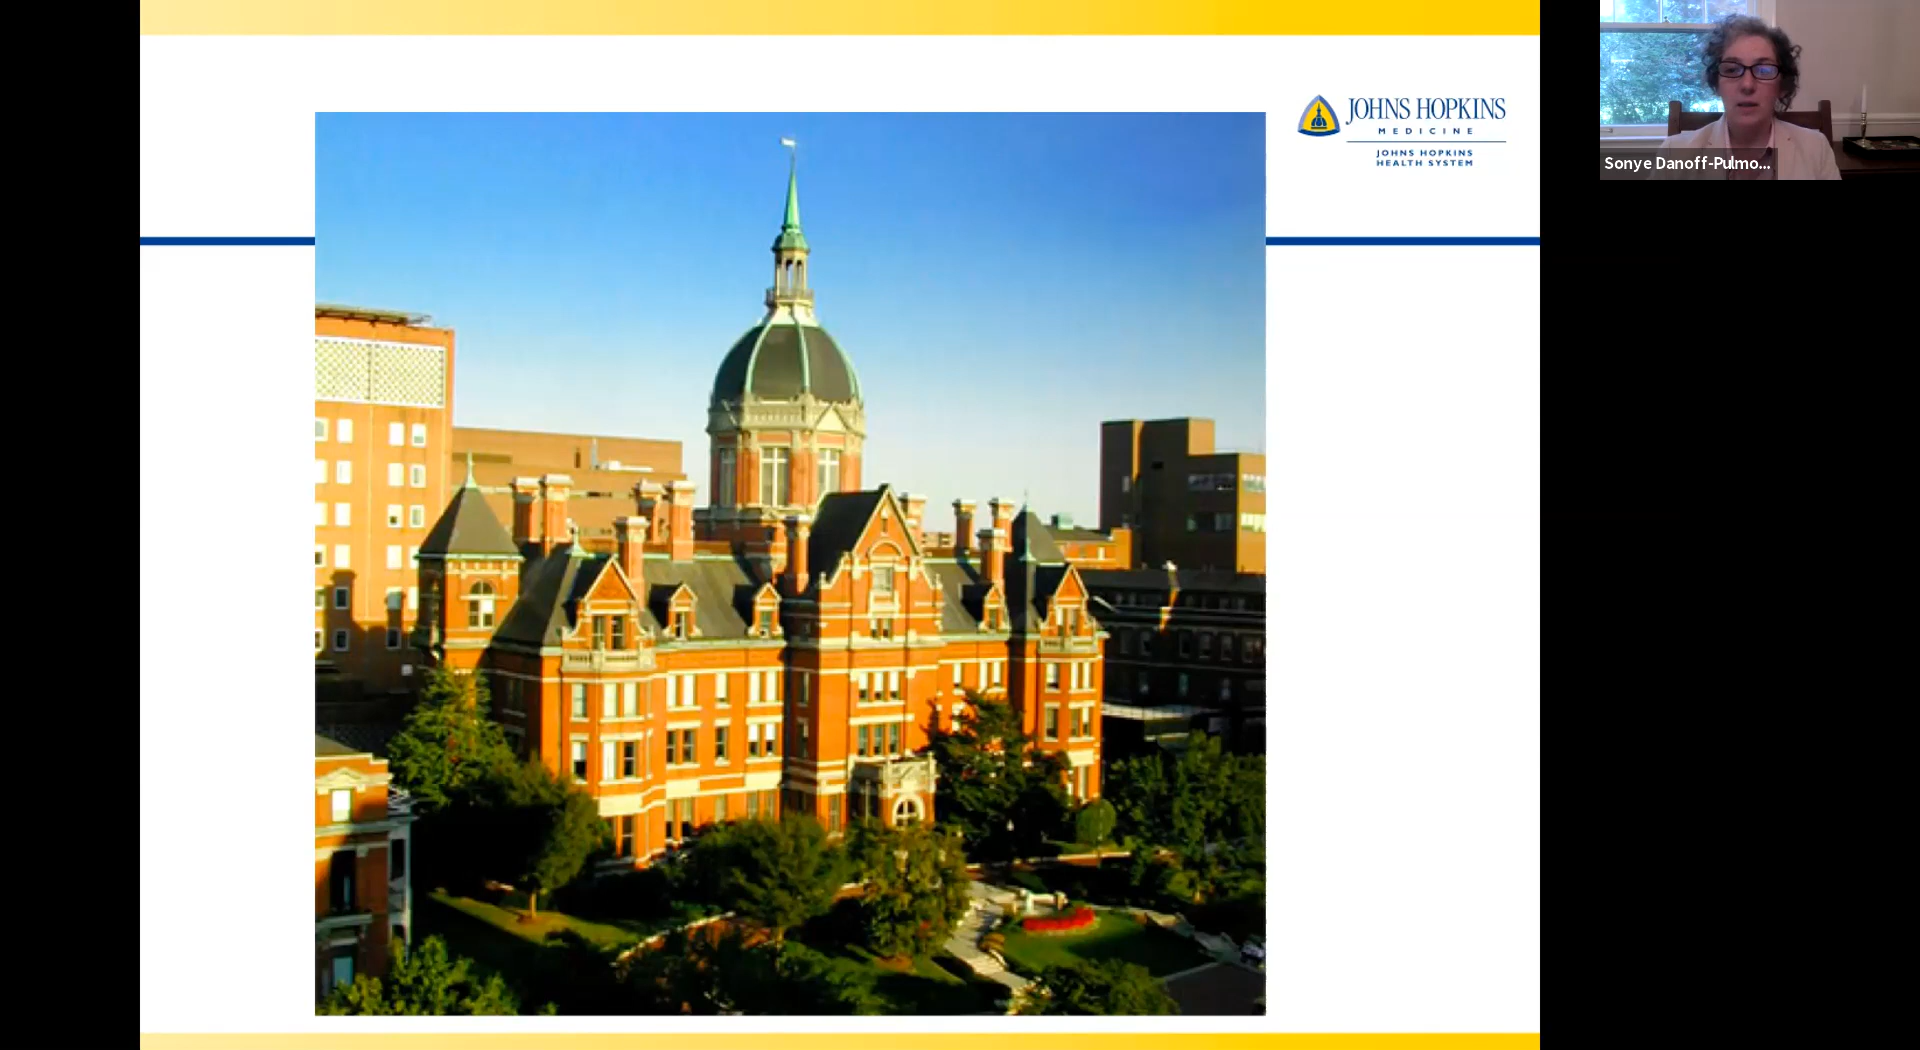 JOHNS HOPKINS
MEDICINE
JOHNS HOPKINS
HEALTH SYSTEM
Sonye Danoff-Pulmo...